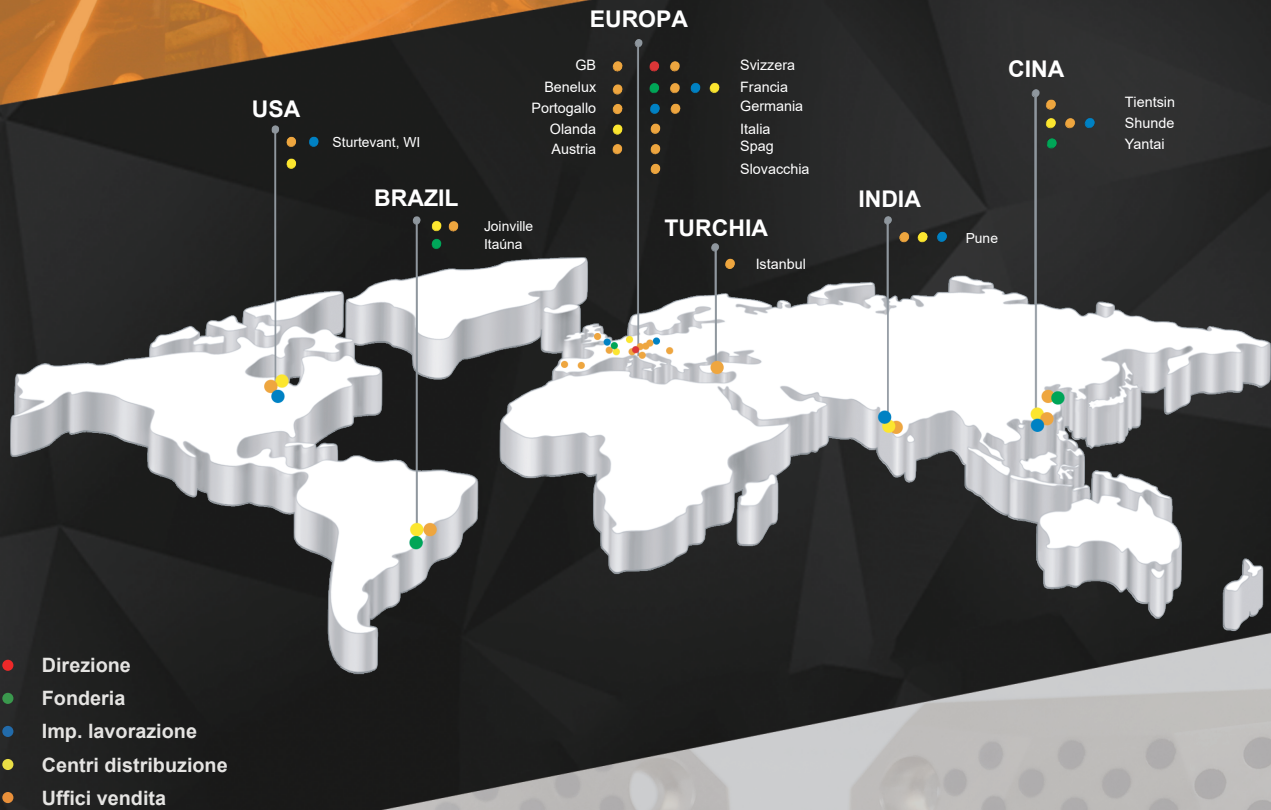 EUROPA
GB
Svizzera
Benelux
Francia
Portogallo
Germania
Olanda
Italia
Austria
Spag
Slovacchia
CINA
Tientsin
Shunde
Yantai
USA
Sturtevant, WI
BRAZIL
Joinville
Itaúna
TURCHIA
Istanbul
INDIA
Pune
Direzione
Fonderia
Imp. lavorazione
Centri distribuzione
Uffici vendita